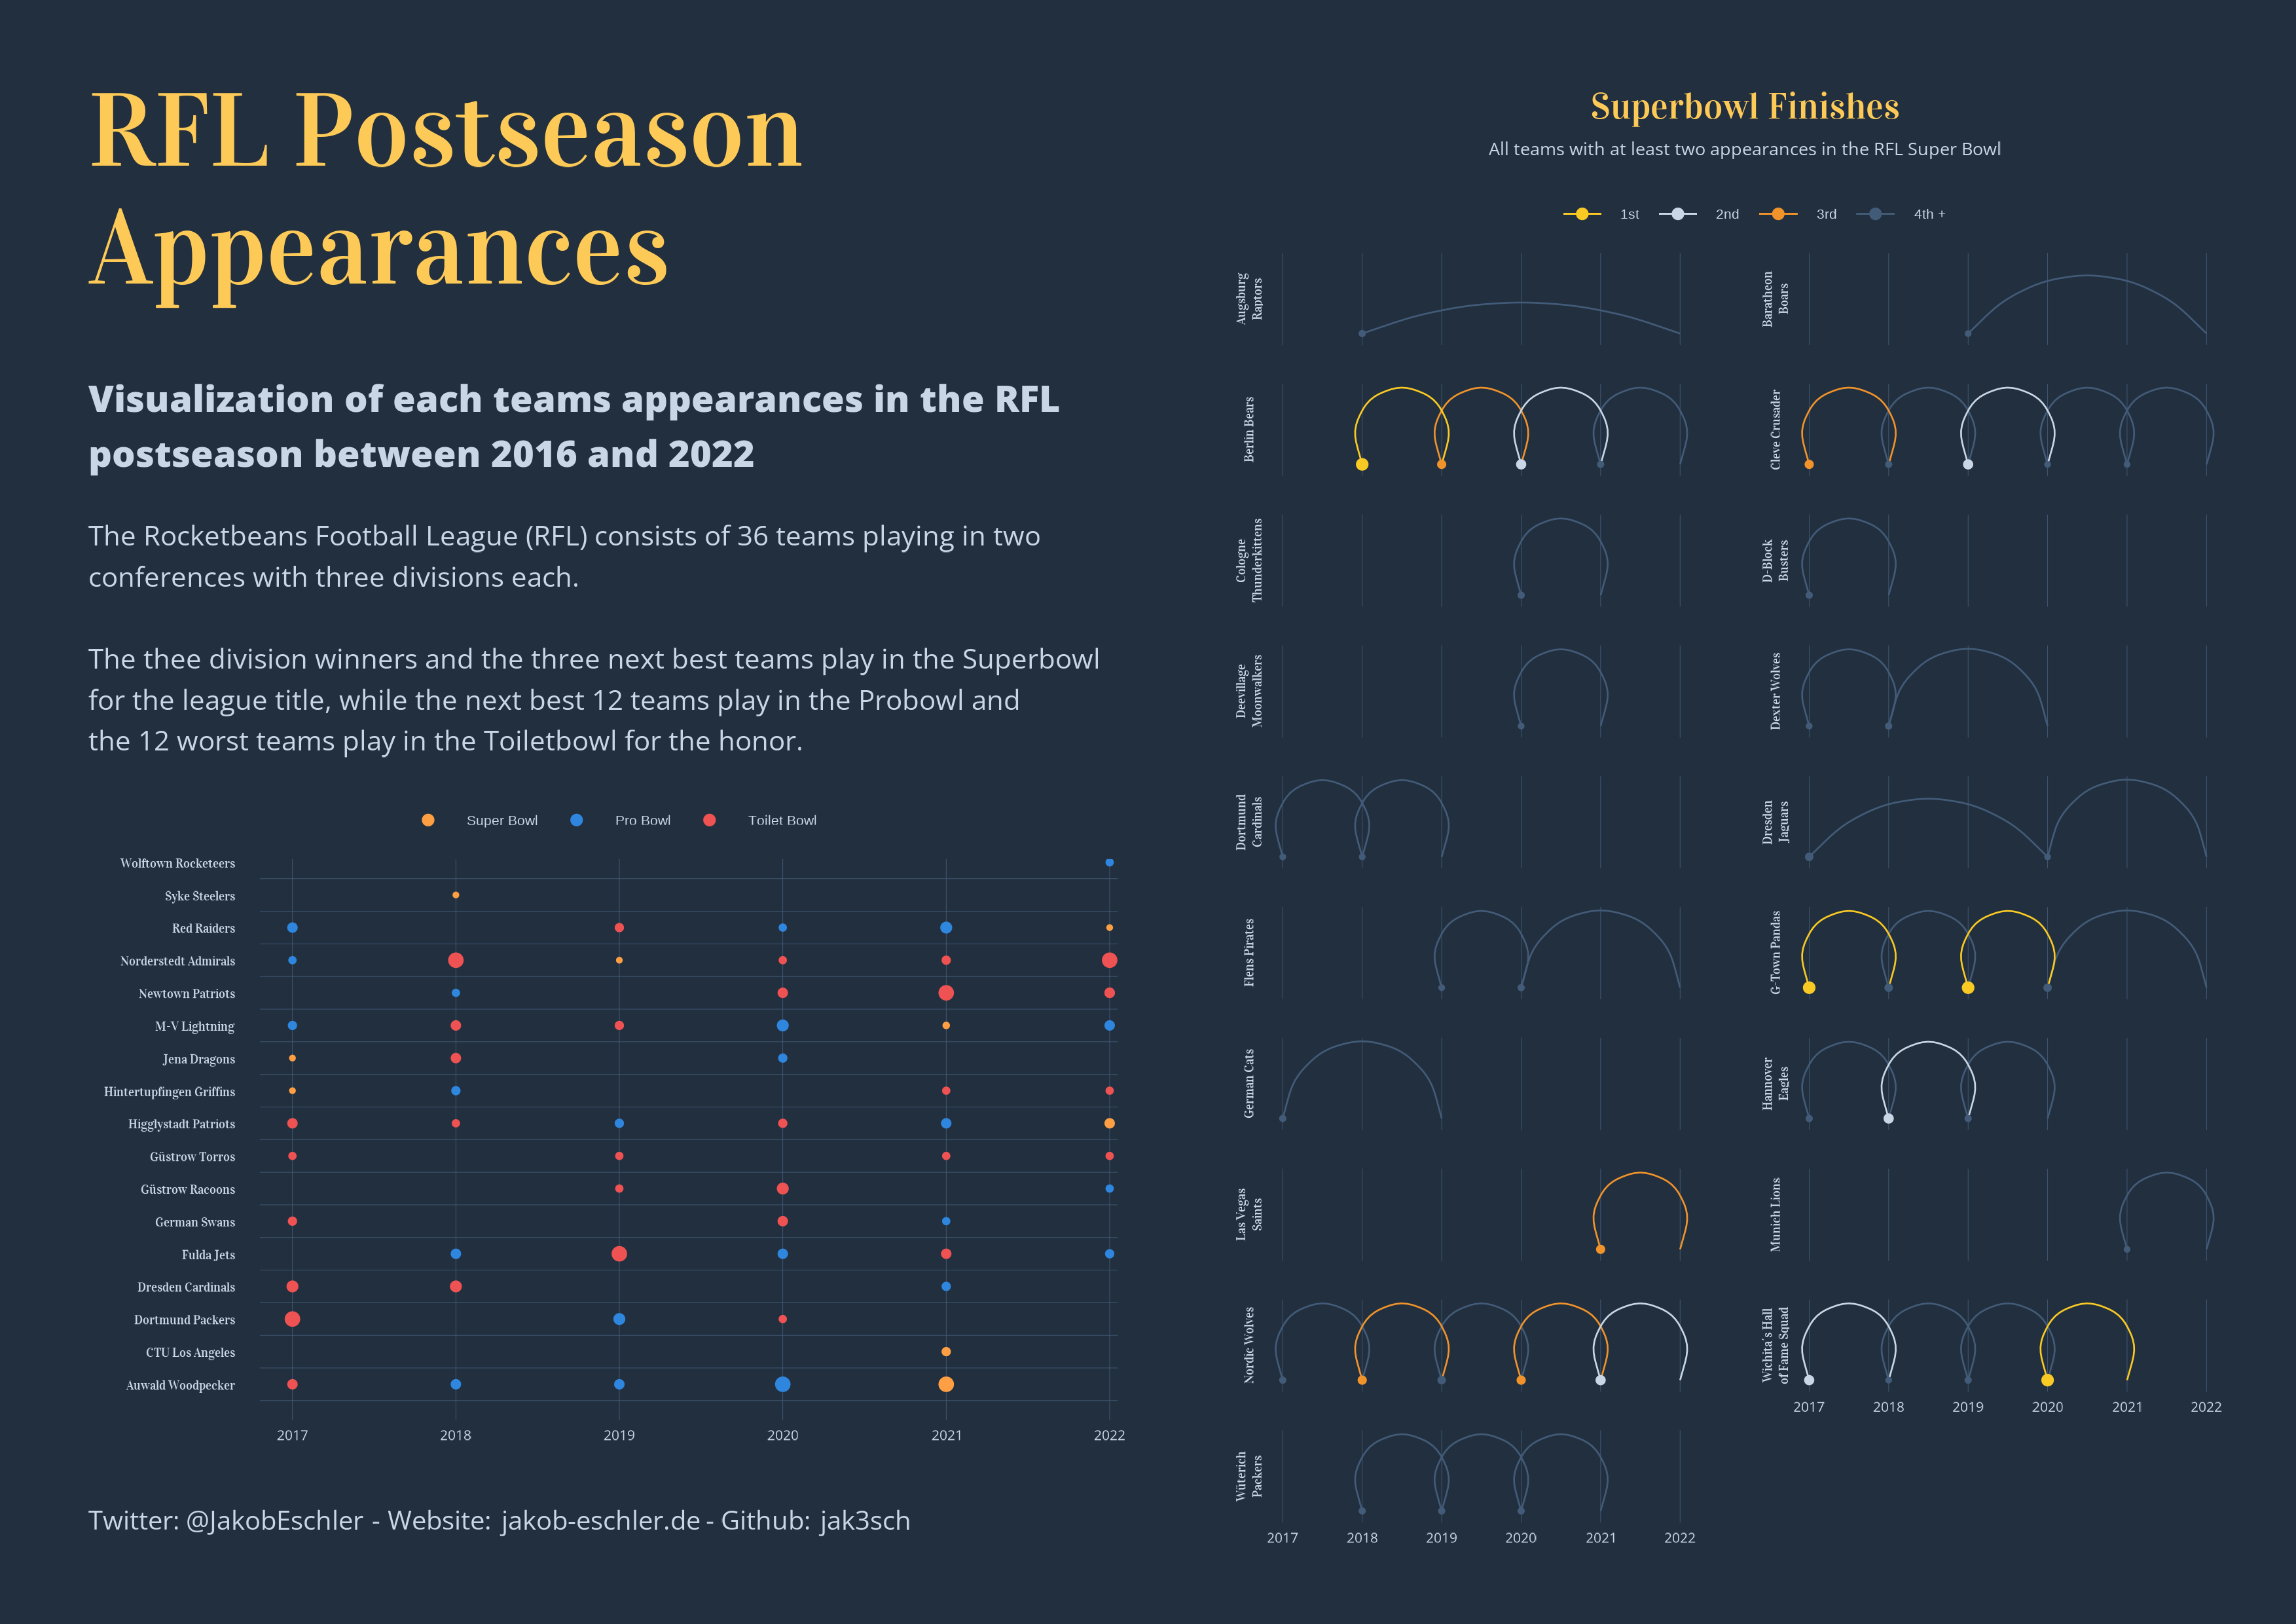 RFL Postseason
Appearances
Visualization of each teams appearances in the RFL
postseason between 2016 and 2022
The Rocketbeans Football League (RFL) consists of 36 teams playing in two
conferences with three divisions each.
The thee division winners and the three next best teams play in the Superbowl
for the league title, while the next best 12 teams play in the Probowl and
the 12 worst teams play in the Toiletbowl for the honor.
Super Bowl Pro Bowl Toilet Bowl
Wolftown Rocketeers
Syke Steelers
Red Raiders
Norderstedt Admirals
Newtown Patriots
M-V Lightning
Jena Dragons
Hintertupfingen Griffins
Higglystadt Patriots
Güstrow Torros
Güstrow Racoons
German Swans
Fulda Jets
Dresden Cardinals
Dortmund Packers
CTU Los Angeles
Auwald Woodpecker
2017 2018 2019 2020 2021 2022
Twitter: @JakobEschler - Website: jakob-eschler.de - Github: jak3sch
Superbowl Finishes
All teams with at least two appearances in the RFL Super Bowl
1st 2nd 3rd 4th +
Augsburg
Raptors
Baratheon
Boars
Berlin Bears
Cleve Crusader
Cologne
Thunderkittens
D-Block
Busters
Deevillage
Moonwalkers
Dexter Wolves
Dortmund
Cardinals
Dresden
Jaguars
Flens Pirates
G-Town Pandas
German Cats
Hannover
Eagles
Las Vegas
Saints
Munich Lions
Nordic Wolves
Wichita´s Hall
of Fame Squad
2017 2018 2019 2020 2021 2022
Wüterich
Packers
2017 2018 2019 2020 2021 2022